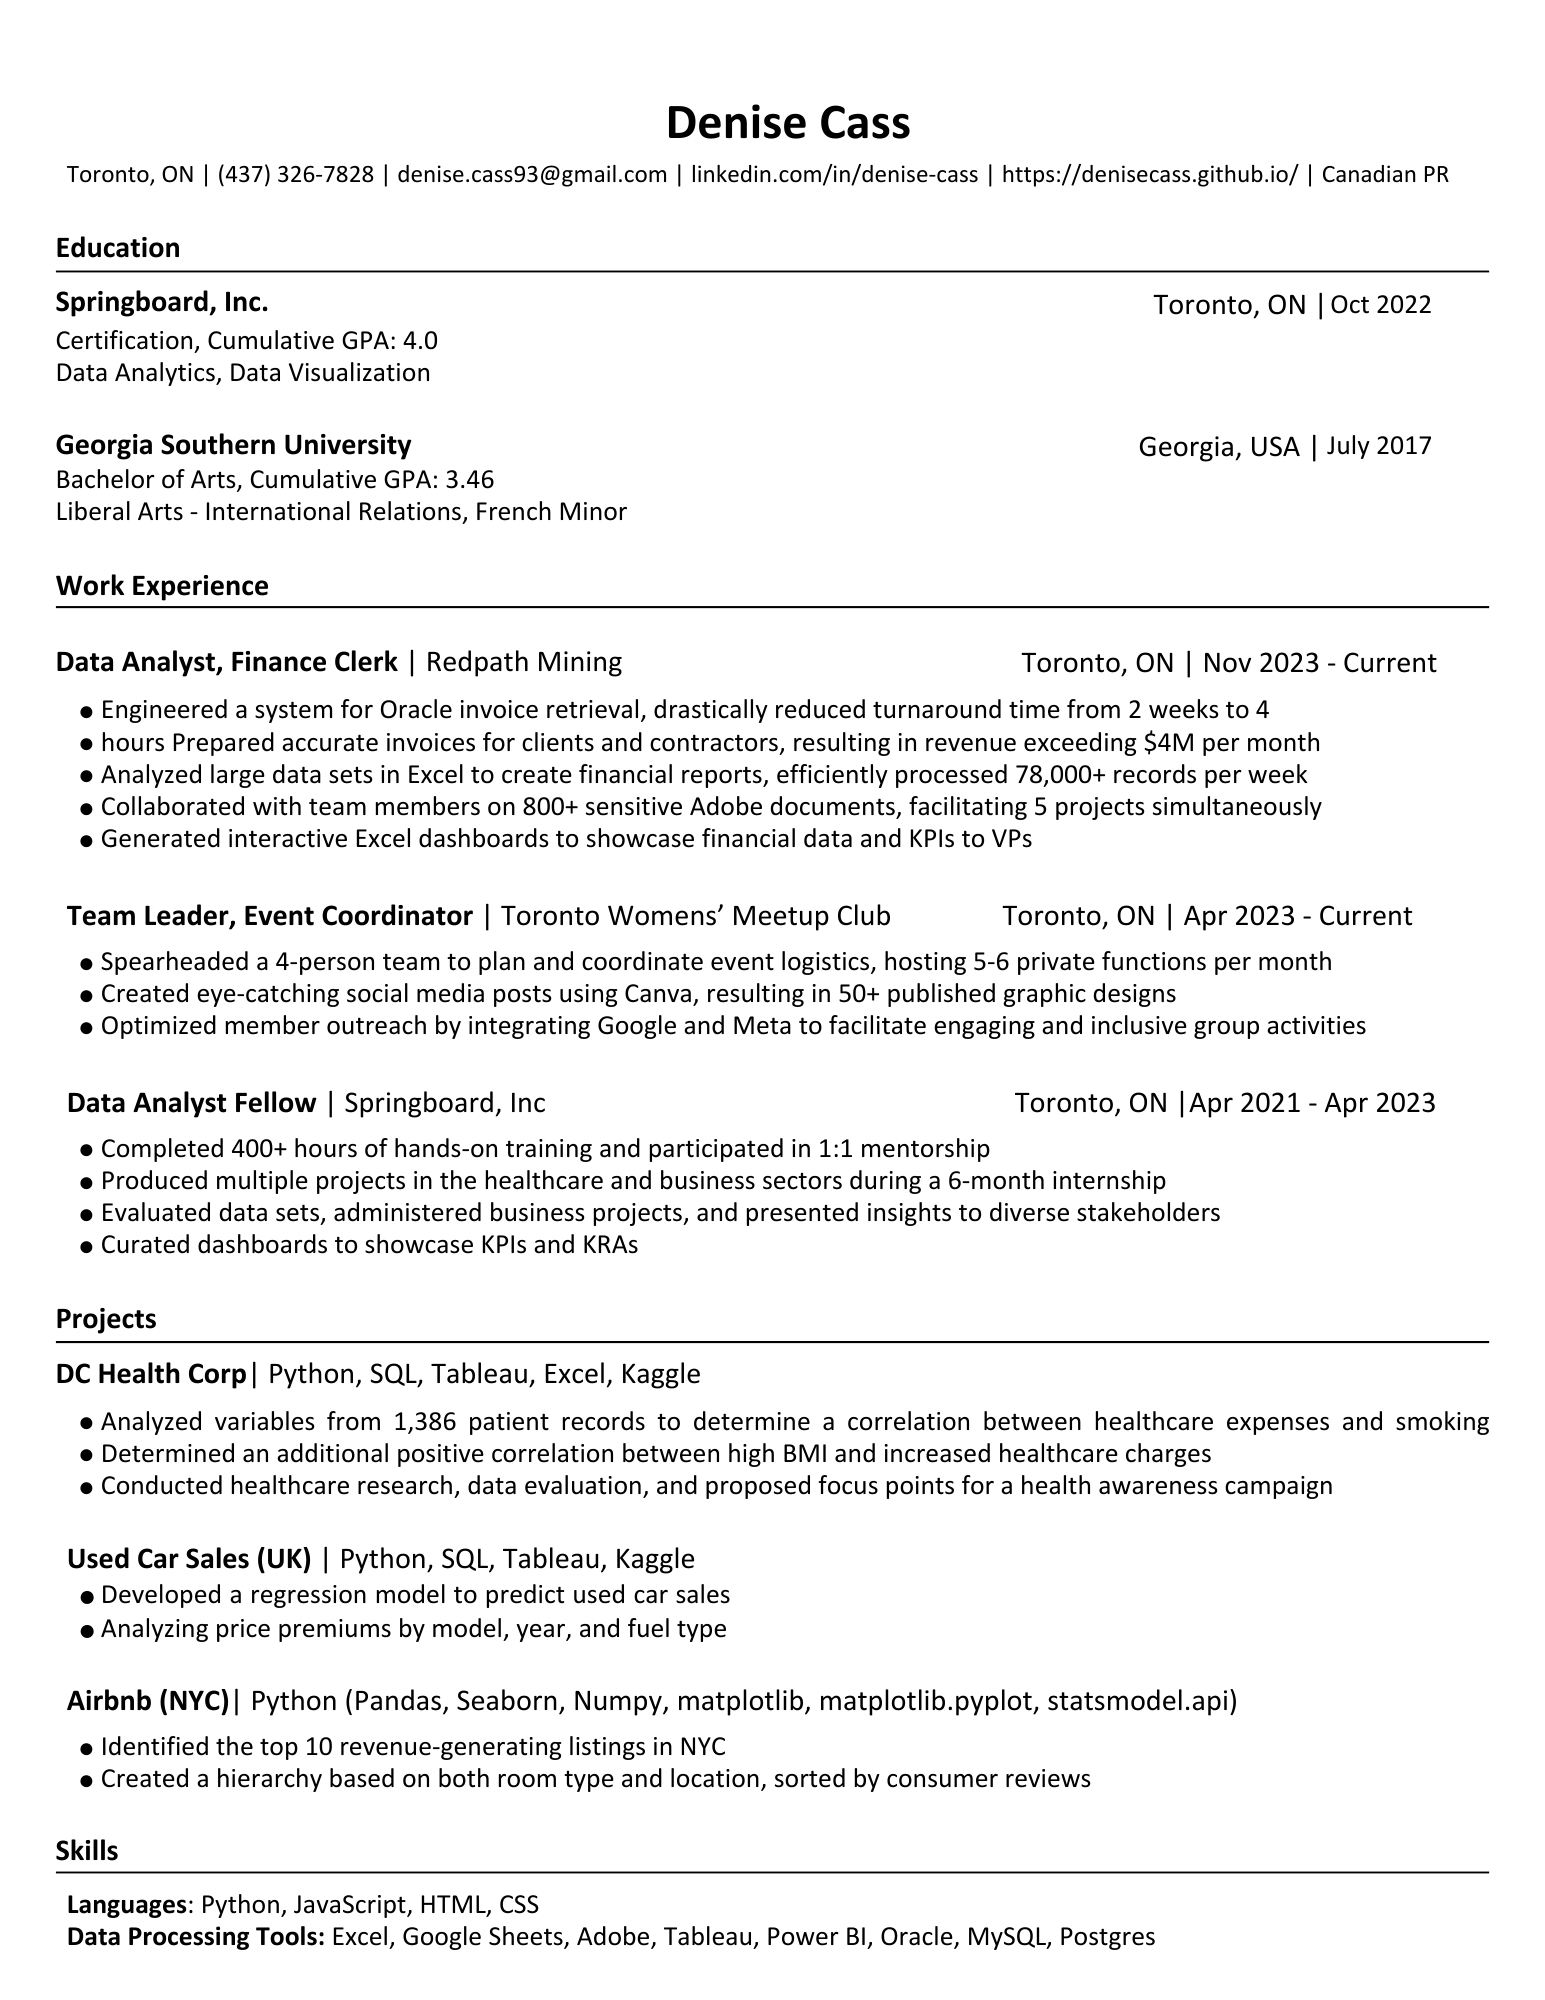 Denise Cass
Toronto, ON | (437) 326-7828 | denise.cass93@gmail.com | linkedin.com/in/denise-cass | https://denisecass.github.io/ | Canadian PR
Education
Springboard, Inc. Toronto, ON | Oct 2022
Certification, Cumulative GPA: 4.0
Data Analytics, Data Visualization
Georgia Southern University Georgia, USA | July 2017
Bachelor of Arts, Cumulative GPA: 3.46
Liberal Arts - International Relations, French Minor
Work Experience
Data Analyst, Finance Clerk | Redpath Mining Toronto, ON | Nov 2023 - Current
● Engineered a system for Oracle invoice retrieval, drastically reduced turnaround time from 2 weeks to 4
● hours Prepared accurate invoices for clients and contractors, resulting in revenue exceeding $4M per month
● Analyzed large data sets in Excel to create financial reports, efficiently processed 78,000+ records per week
● Collaborated with team members on 800+ sensitive Adobe documents, facilitating 5 projects simultaneously
● Generated interactive Excel dashboards to showcase financial data and KPIs to VPs
Team Leader, Event Coordinator | Toronto Womens’ Meetup Club Toronto, ON | Apr 2023 - Current
● Spearheaded a 4-person team to plan and coordinate event logistics, hosting 5-6 private functions per month
● Created eye-catching social media posts using Canva, resulting in 50+ published graphic designs
● Optimized member outreach by integrating Google and Meta to facilitate engaging and inclusive group activities
Data Analyst Fellow | Springboard, Inc Toronto, ON |Apr 2021 - Apr 2023
● Completed 400+ hours of hands-on training and participated in 1:1 mentorship
● Produced multiple projects in the healthcare and business sectors during a 6-month internship
● Evaluated data sets, administered business projects, and presented insights to diverse stakeholders
● Curated dashboards to showcase KPIs and KRAs
Projects
DC Health Corp| Python, SQL, Tableau, Excel, Kaggle
● Analyzed variables from 1,386 patient records to determine a correlation between healthcare expenses and smoking
● Determined an additional positive correlation between high BMI and increased healthcare charges
● Conducted healthcare research, data evaluation, and proposed focus points for a health awareness campaign
Used Car Sales (UK) | Python, SQL, Tableau, Kaggle
● Developed a regression model to predict used car sales
● Analyzing price premiums by model, year, and fuel type
Airbnb (NYC)| Python (Pandas, Seaborn, Numpy, matplotlib, matplotlib.pyplot, statsmodel.api)
● Identified the top 10 revenue-generating listings in NYC
● Created a hierarchy based on both room type and location, sorted by consumer reviews
Skills
Languages: Python, JavaScript, HTML, CSS
Data Processing Tools: Excel, Google Sheets, Adobe, Tableau, Power BI, Oracle, MySQL, Postgres